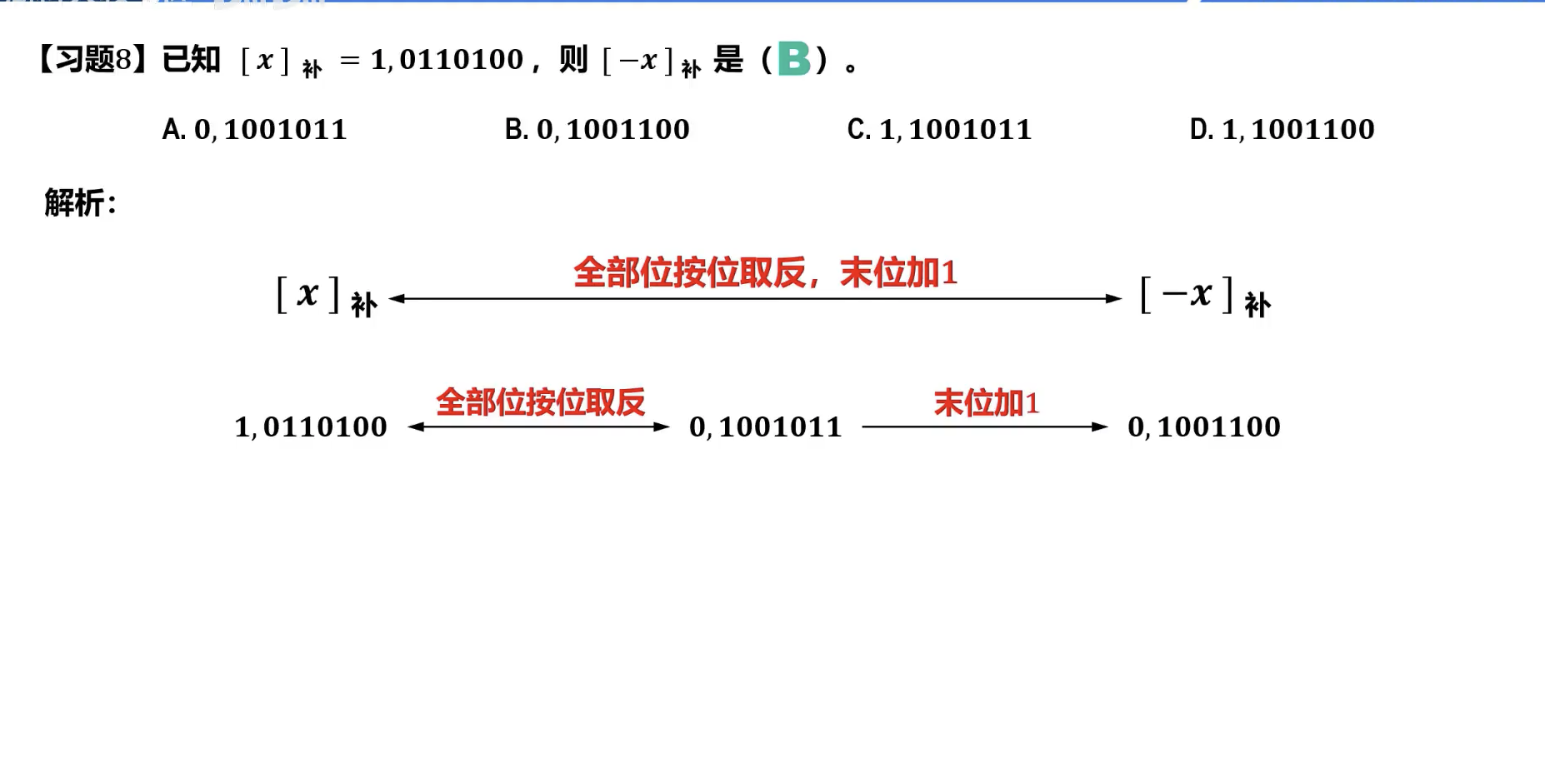 【习题8】已知 [x]补 = 1,0110100，则 [−x]补 是（B）。
A. 0,1001011 B. 0,1001100 C. 1,1001011 D. 1,1001100
解析：
全部位按位取反，末位加1
[x]补 [−x]补
全部位按位取反 末位加1
1,0110100 0,1001011 0,1001100